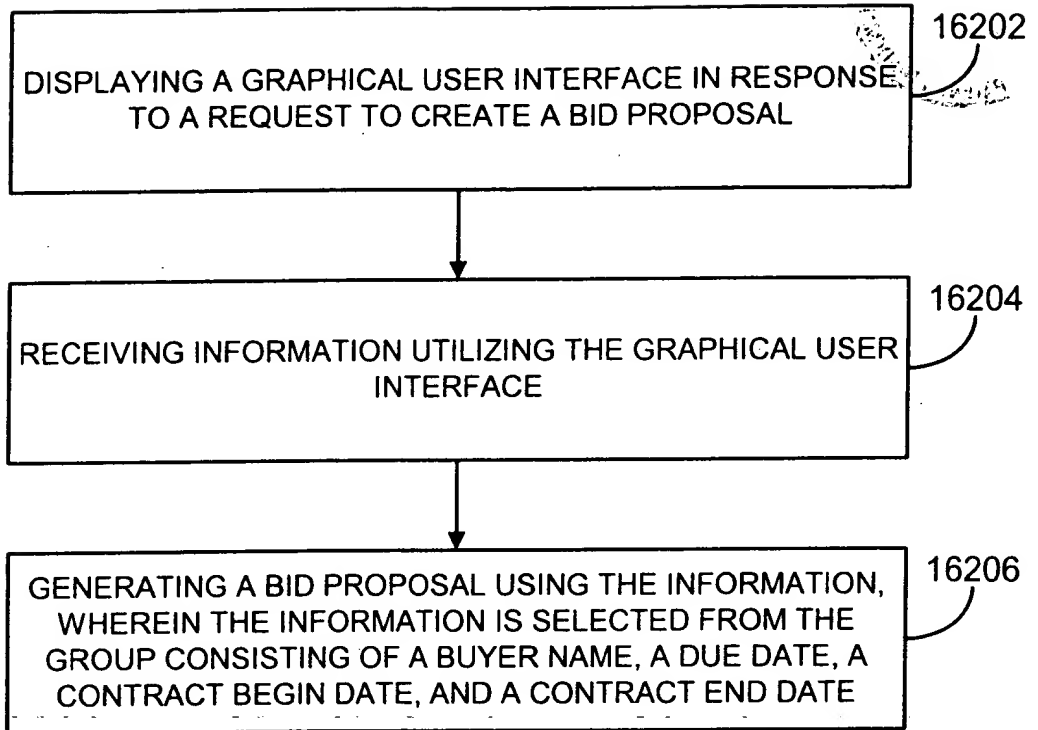 16202
DISPLAYING A GRAPHICAL USER INTERFACE IN RESPONSE
TO A REQUEST TO CREATE A BID PROPOSAL
16204
RECEIVING INFORMATION UTILIZING THE GRAPHICAL USER
INTERFACE
16206
GENERATING A BID PROPOSAL USING THE INFORMATION,
WHEREIN THE INFORMATION IS SELECTED FROM THE
GROUP CONSISTING OF A BUYER NAME, A DUE DATE, A
CONTRACT BEGIN DATE, AND A CONTRACT END DATE